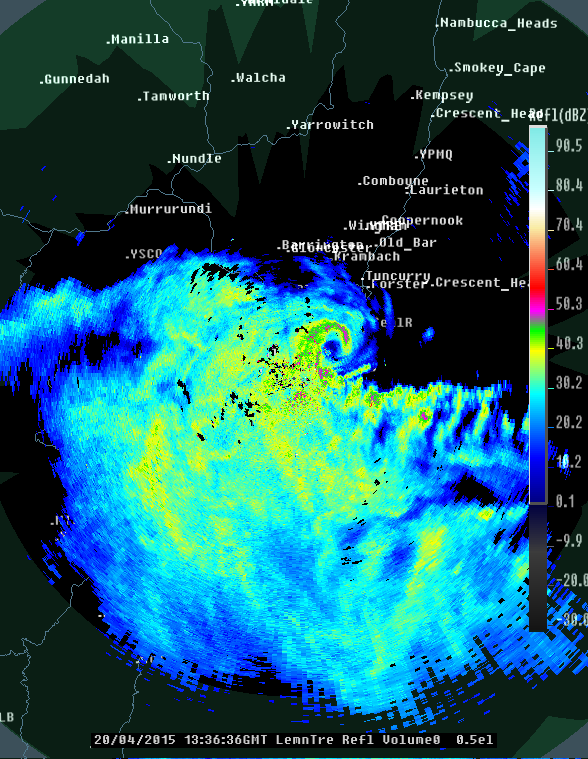 .Nambucca_Heads
.Manilla
.Smokey_Cape
.Gunnedah
.Walcha
.Tamworth
.Kempsey
.Crescent_Head
Refl(dBZ
.Yarrowitch
90.5
.YPMQ
.Nundle
80.4
.Comboyne
.Laurieton
.Murrurundi
70.4
Coopernook
.Old_Bar
.YSCO
Krambach
60.4
.Tuncurry
.Forster
.Crescent_He
50.3
40.3
30.2
20.2
10.2
0.1
-9.9
-20.0
-30.0
LB
20/04/2015 13:36:36GMT LemnTre Refl Volume0 0.5el